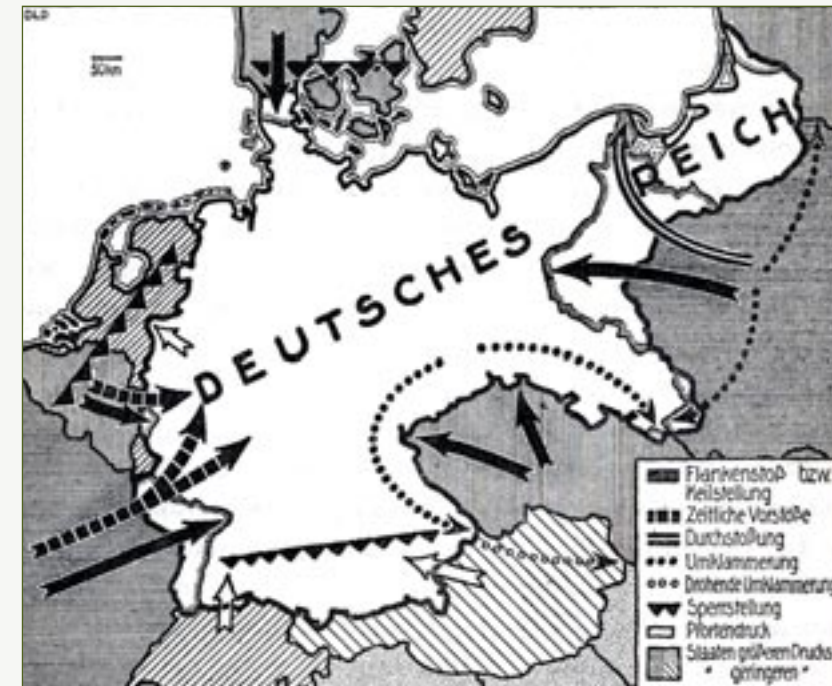 DLD
50km
DEUTSCHES
REICH
Flankenstoß bzw.
Keilstellung
Zeitliche Vorstöße
Durchstoßung
Umklammerung
Drohende Umklammerung
Sperrstellung
Pfortendruck
Staaten größeren Drucks
" geringeren "